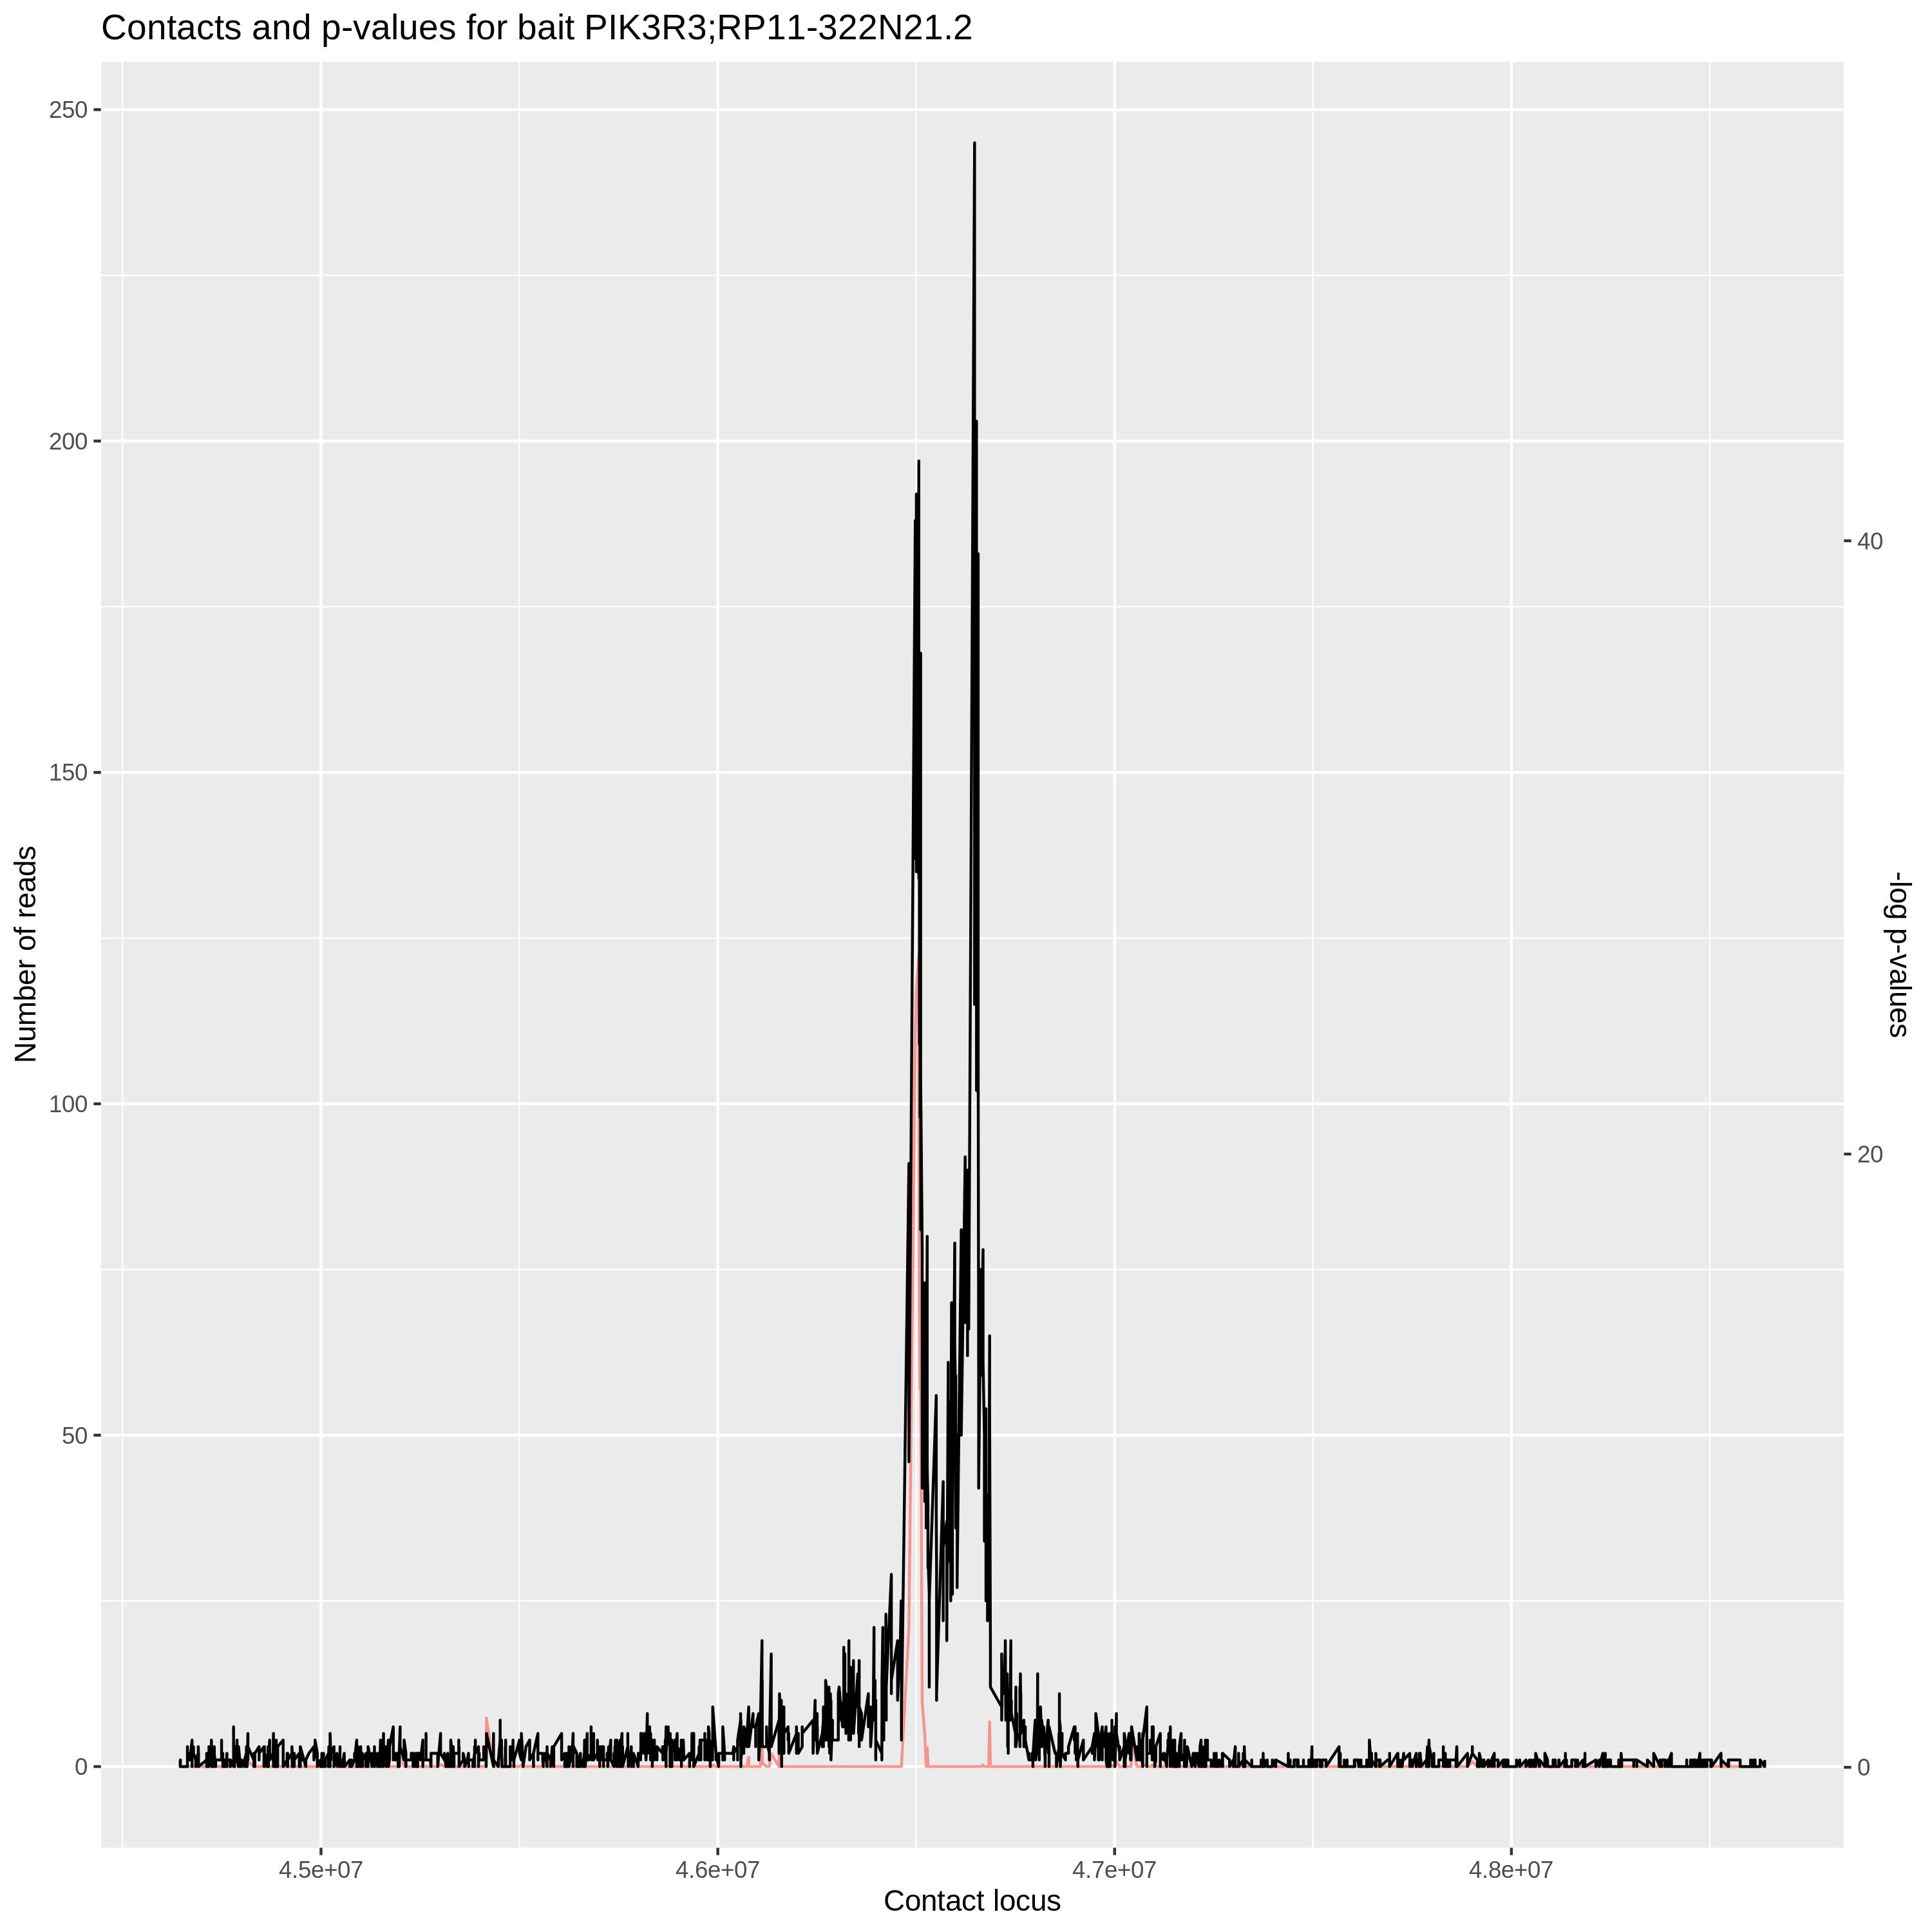 Contacts and p-values for bait PIK3R3;RP11-322N21.2
250
200
150
100
50
0
Number of reads
40
20
0
-log p-values
4.5e+07
4.6e+07
4.7e+07
4.8e+07
Contact locus